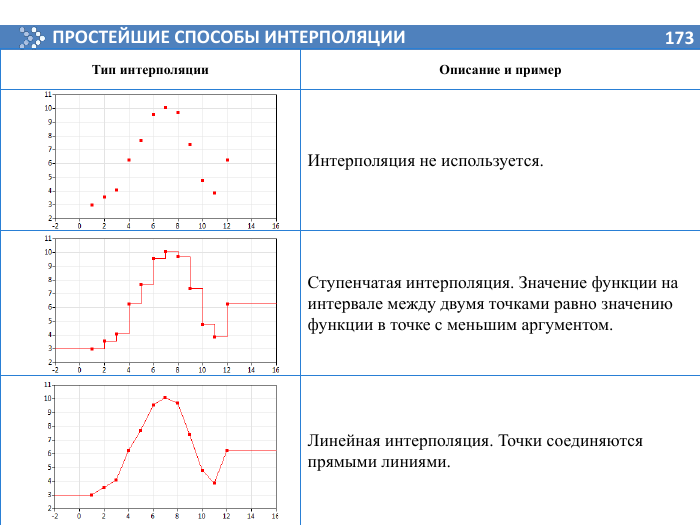 ПРОСТЕЙШИЕ СПОСОБЫ ИНТЕРПОЛЯЦИИ
173
Тип интерполяции
Описание и пример
11
10
9
8
7
6
5
4
3
2
-2 0 2 4 6 8 10 12 14 16
Интерполяция не используется.
11
10
9
8
7
6
5
4
3
2
-2 0 2 4 6 8 10 12 14 16
Ступенчатая интерполяция. Значение функции на
интервале между двумя точками равно значению
функции в точке с меньшим аргументом.
11
10
9
8
7
6
5
4
3
2
-2 0 2 4 6 8 10 12 14 16
Линейная интерполяция. Точки соединяются
прямыми линиями.